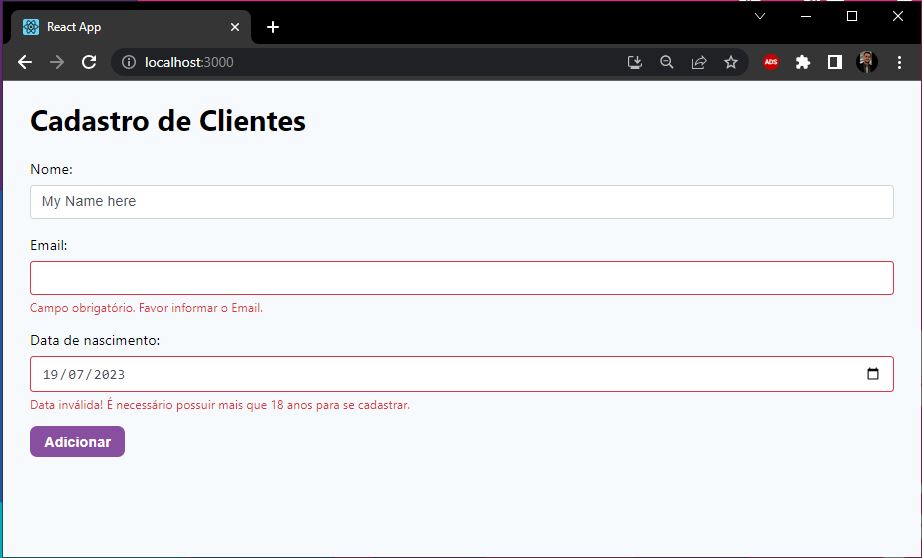 React App
localhost:3000
ADS
Cadastro de Clientes
Nome:
My Name here
Email:
Campo obrigatório. Favor informar o Email.
Data de nascimento:
19/07/2023
Data inválida! É necessário possuir mais que 18 anos para se cadastrar.
Adicionar